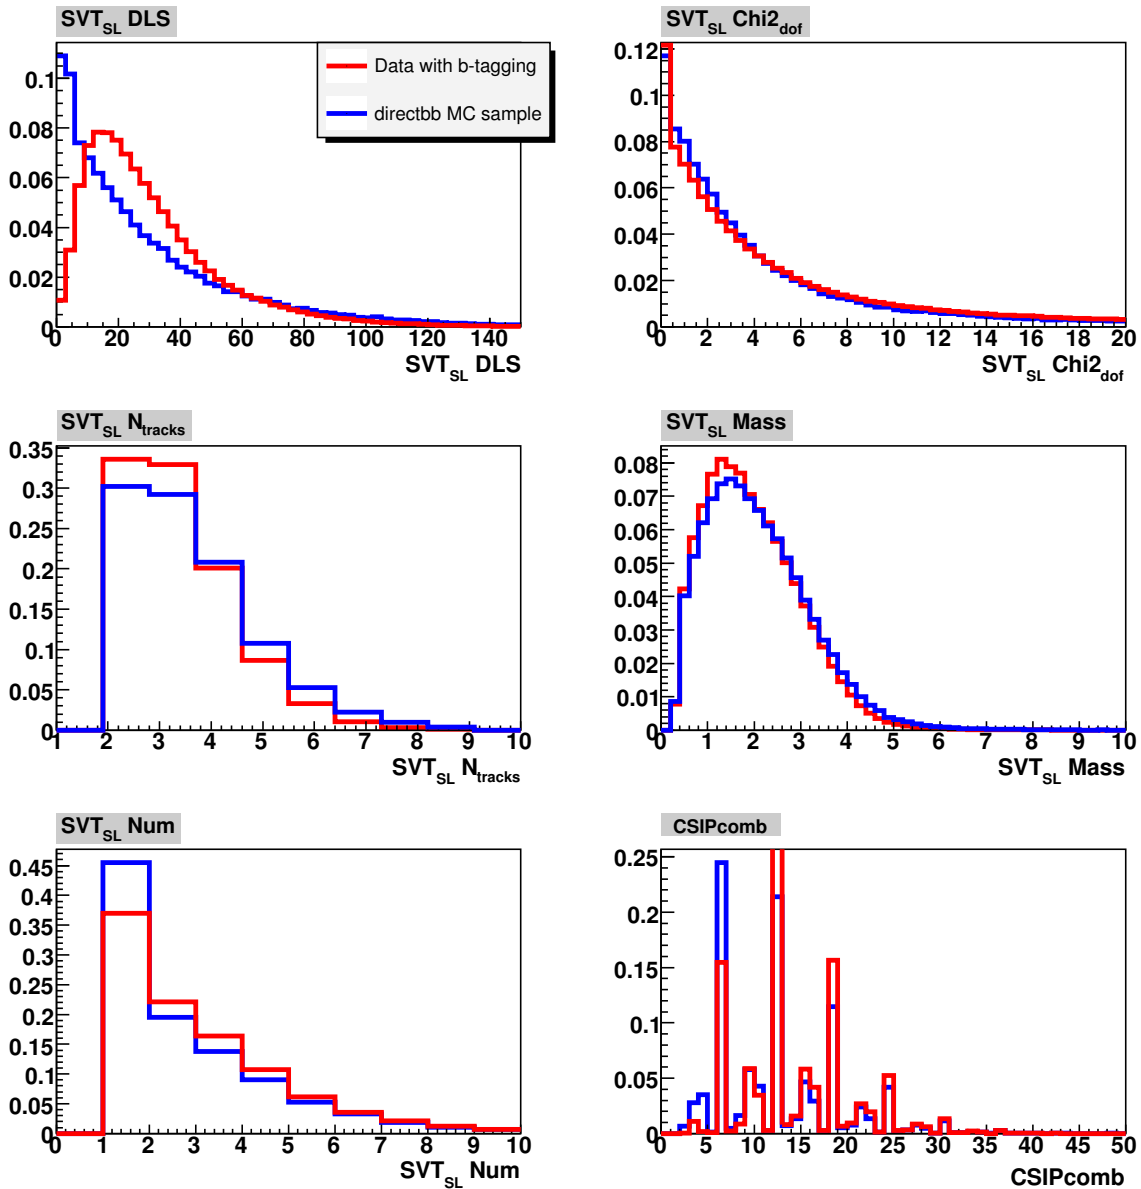 SVT_SL DLS
Data with b-tagging
directbb MC sample
0.1
0.08
0.06
0.04
0.02
0
0 20 40 60 80 100 120 140
SVT_SL DLS
SVT_SL Chi2_dof
0.12
0.1
0.08
0.06
0.04
0.02
0
0 2 4 6 8 10 12 14 16 18 20
SVT_SL Chi2_dof
SVT_SL N_tracks
0.35
0.3
0.25
0.2
0.15
0.1
0.05
0
1 2 3 4 5 6 7 8 9 10
SVT_SL N_tracks
SVT_SL Mass
0.08
0.07
0.06
0.05
0.04
0.03
0.02
0.01
0
0 1 2 3 4 5 6 7 8 9 10
SVT_SL Mass
SVT_SL Num
0.45
0.4
0.35
0.3
0.25
0.2
0.15
0.1
0.05
0
0 1 2 3 4 5 6 7 8 9 10
SVT_SL Num
CSIPcomb
0.25
0.2
0.15
0.1
0.05
0
0 5 10 15 20 25 30 35 40 45 50
CSIPcomb